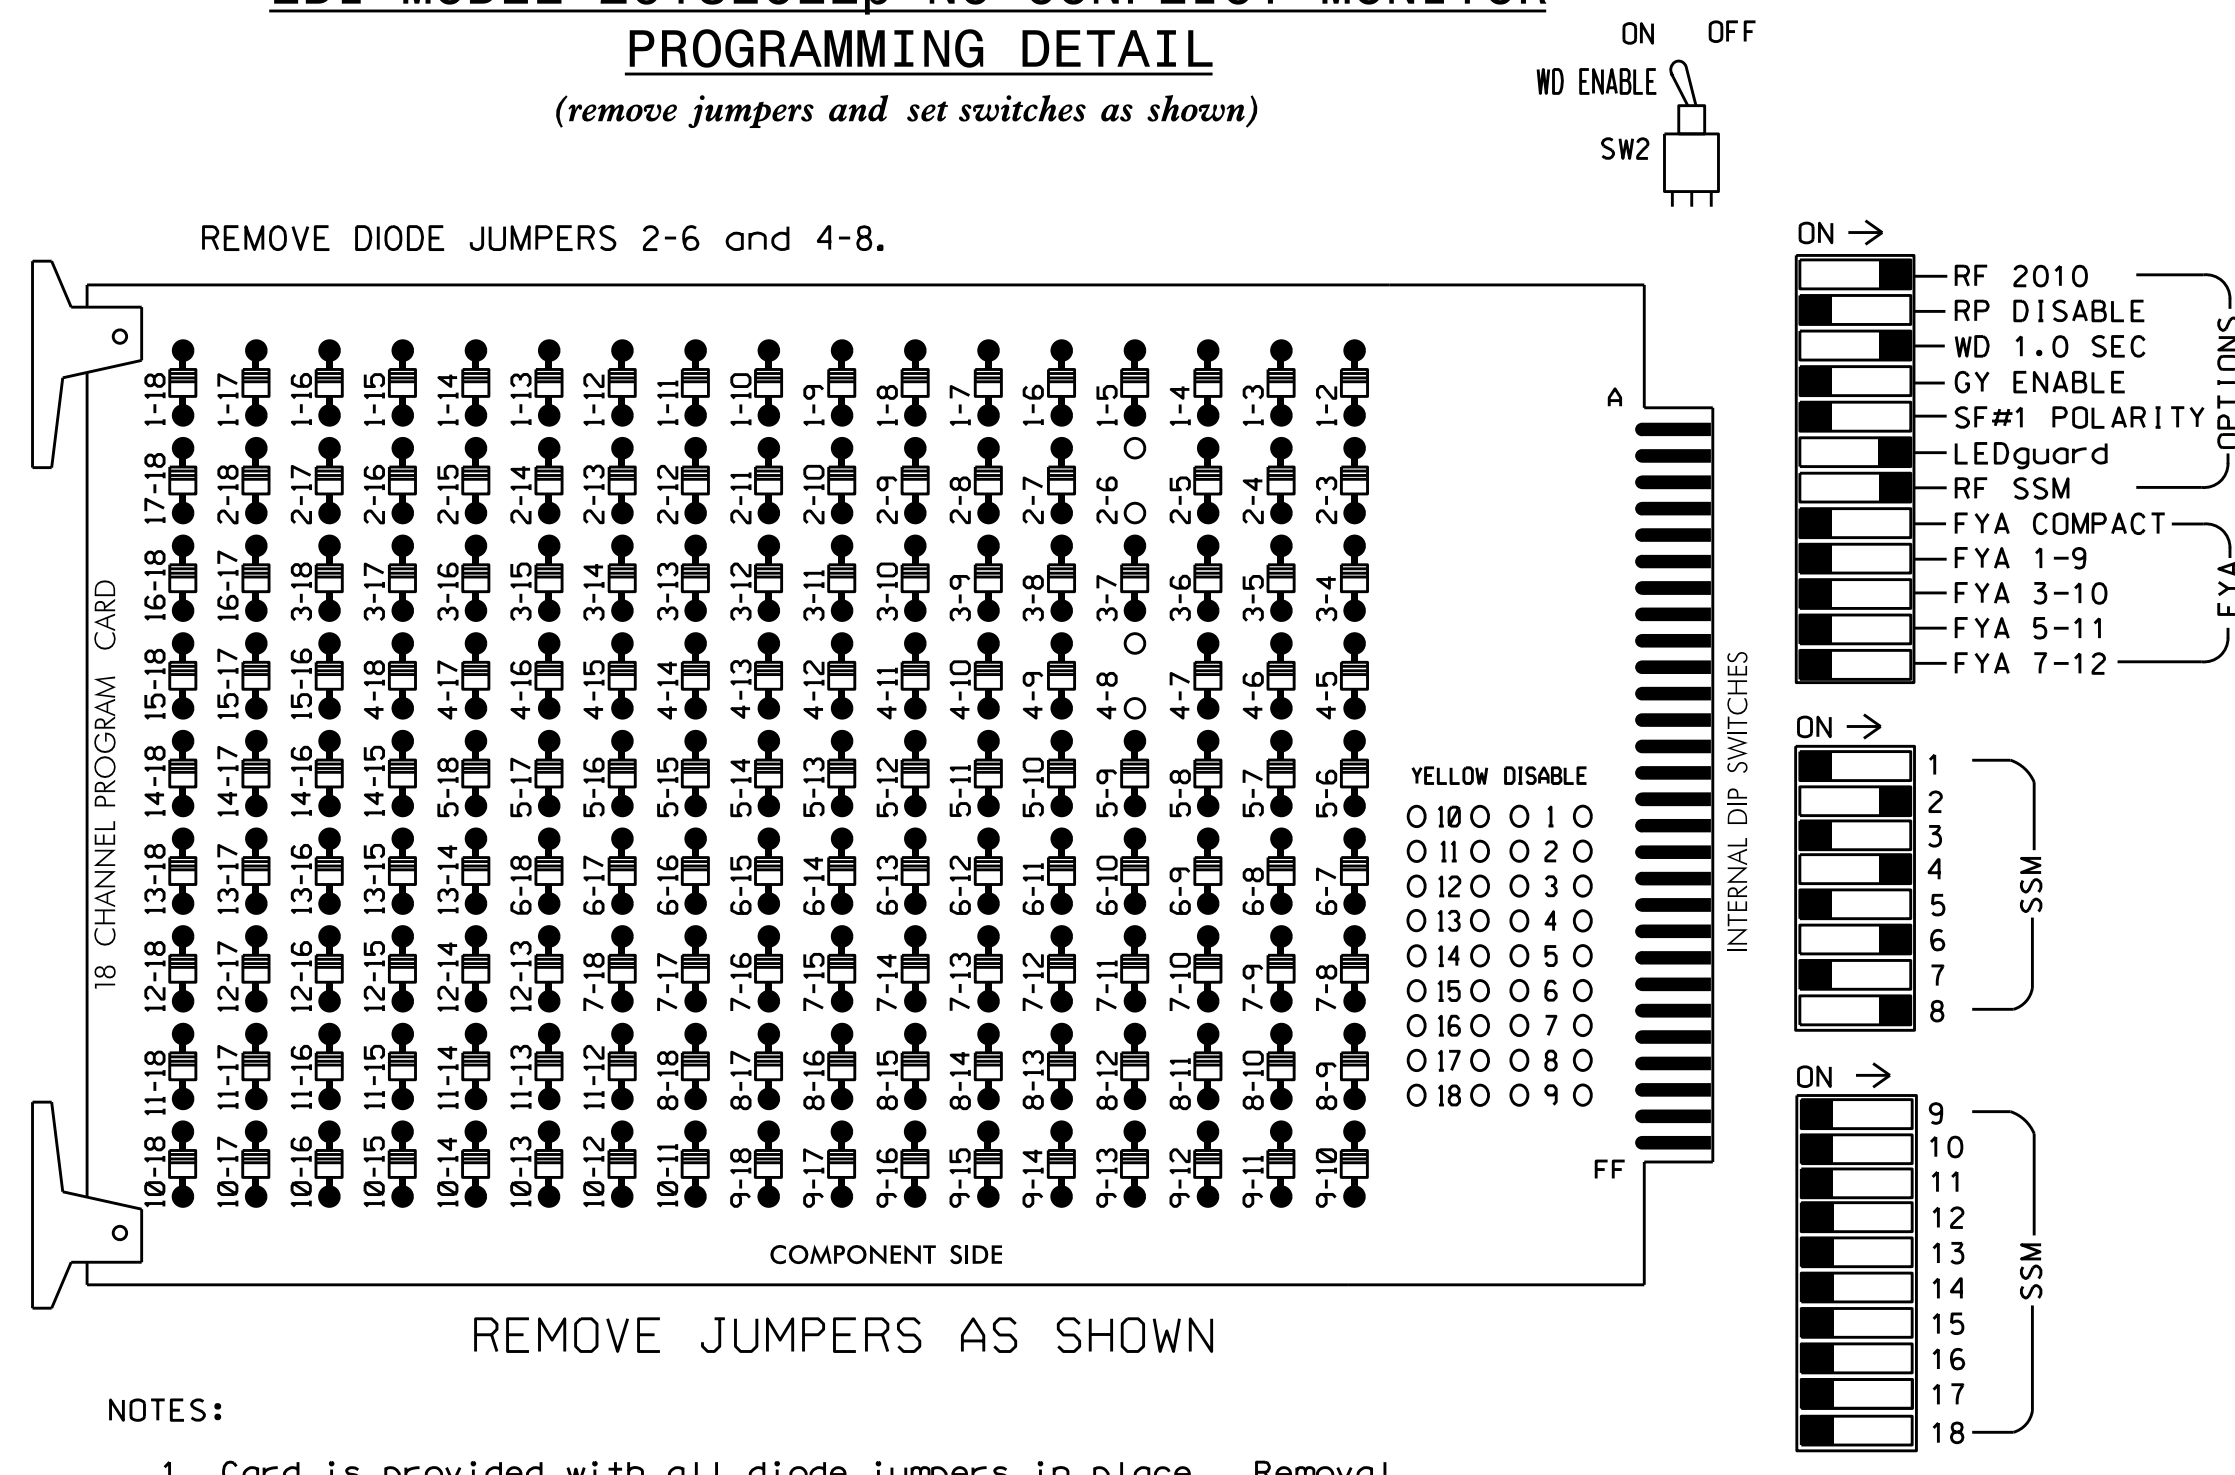 PROGRAMMING DETAIL
(remove jumpers and set switches as shown)
ON OFF
WD ENABLE
SW2
REMOVE DIODE JUMPERS 2-6 and 4-8.
18 CHANNEL PROGRAM CARD
1-18 1-17 1-16 1-15 1-14 1-13 1-12 1-11 1-10 1-9 1-8 1-7 1-6 1-5 1-4 1-3 1-2
17-18 2-18 2-17 2-16 2-15 2-14 2-13 2-12 2-11 2-10 2-9 2-8 2-7 2-6 2-5 2-4 2-3
16-18 16-17 3-18 3-17 3-16 3-15 3-14 3-13 3-12 3-11 3-10 3-9 3-8 3-7 3-6 3-5 3-4
15-18 15-17 15-16 4-18 4-17 4-16 4-15 4-14 4-13 4-12 4-11 4-10 4-9 4-8 4-7 4-6 4-5
14-18 14-17 14-16 14-15 5-18 5-17 5-16 5-15 5-14 5-13 5-12 5-11 5-10 5-9 5-8 5-7 5-6
13-18 13-17 13-16 13-15 13-14 6-18 6-17 6-16 6-15 6-14 6-13 6-12 6-11 6-10 6-9 6-8 6-7
12-18 12-17 12-16 12-15 12-14 12-13 7-18 7-17 7-16 7-15 7-14 7-13 7-12 7-11 7-10 7-9 7-8
11-18 11-17 11-16 11-15 11-14 11-13 11-12 8-18 8-17 8-16 8-15 8-14 8-13 8-12 8-11 8-10 8-9
10-18 10-17 10-16 10-15 10-14 10-13 10-12 10-11 9-18 9-17 9-16 9-15 9-14 9-13 9-12 9-11 9-10
A
YELLOW DISABLE
10 1
11 2
12 3
13 4
14 5
15 6
16 7
17 8
18 9
FF
COMPONENT SIDE
INTERNAL DIP SWITCHES
ON
RF 2010
RP DISABLE
WD 1.0 SEC
GY ENABLE
SF#1 POLARITY
LEDguard
RF SSM
OPTIONS
FYA COMPACT
FYA 1-9
FYA 3-10
FYA 5-11
FYA 7-12
FYA
ON
1
2
3
4
5
6
7
8
SSM
ON
9
10
11
12
13
14
15
16
17
18
SSM
REMOVE JUMPERS AS SHOWN
NOTES:
1. Card is provided with all diode jumpers in place. Removal